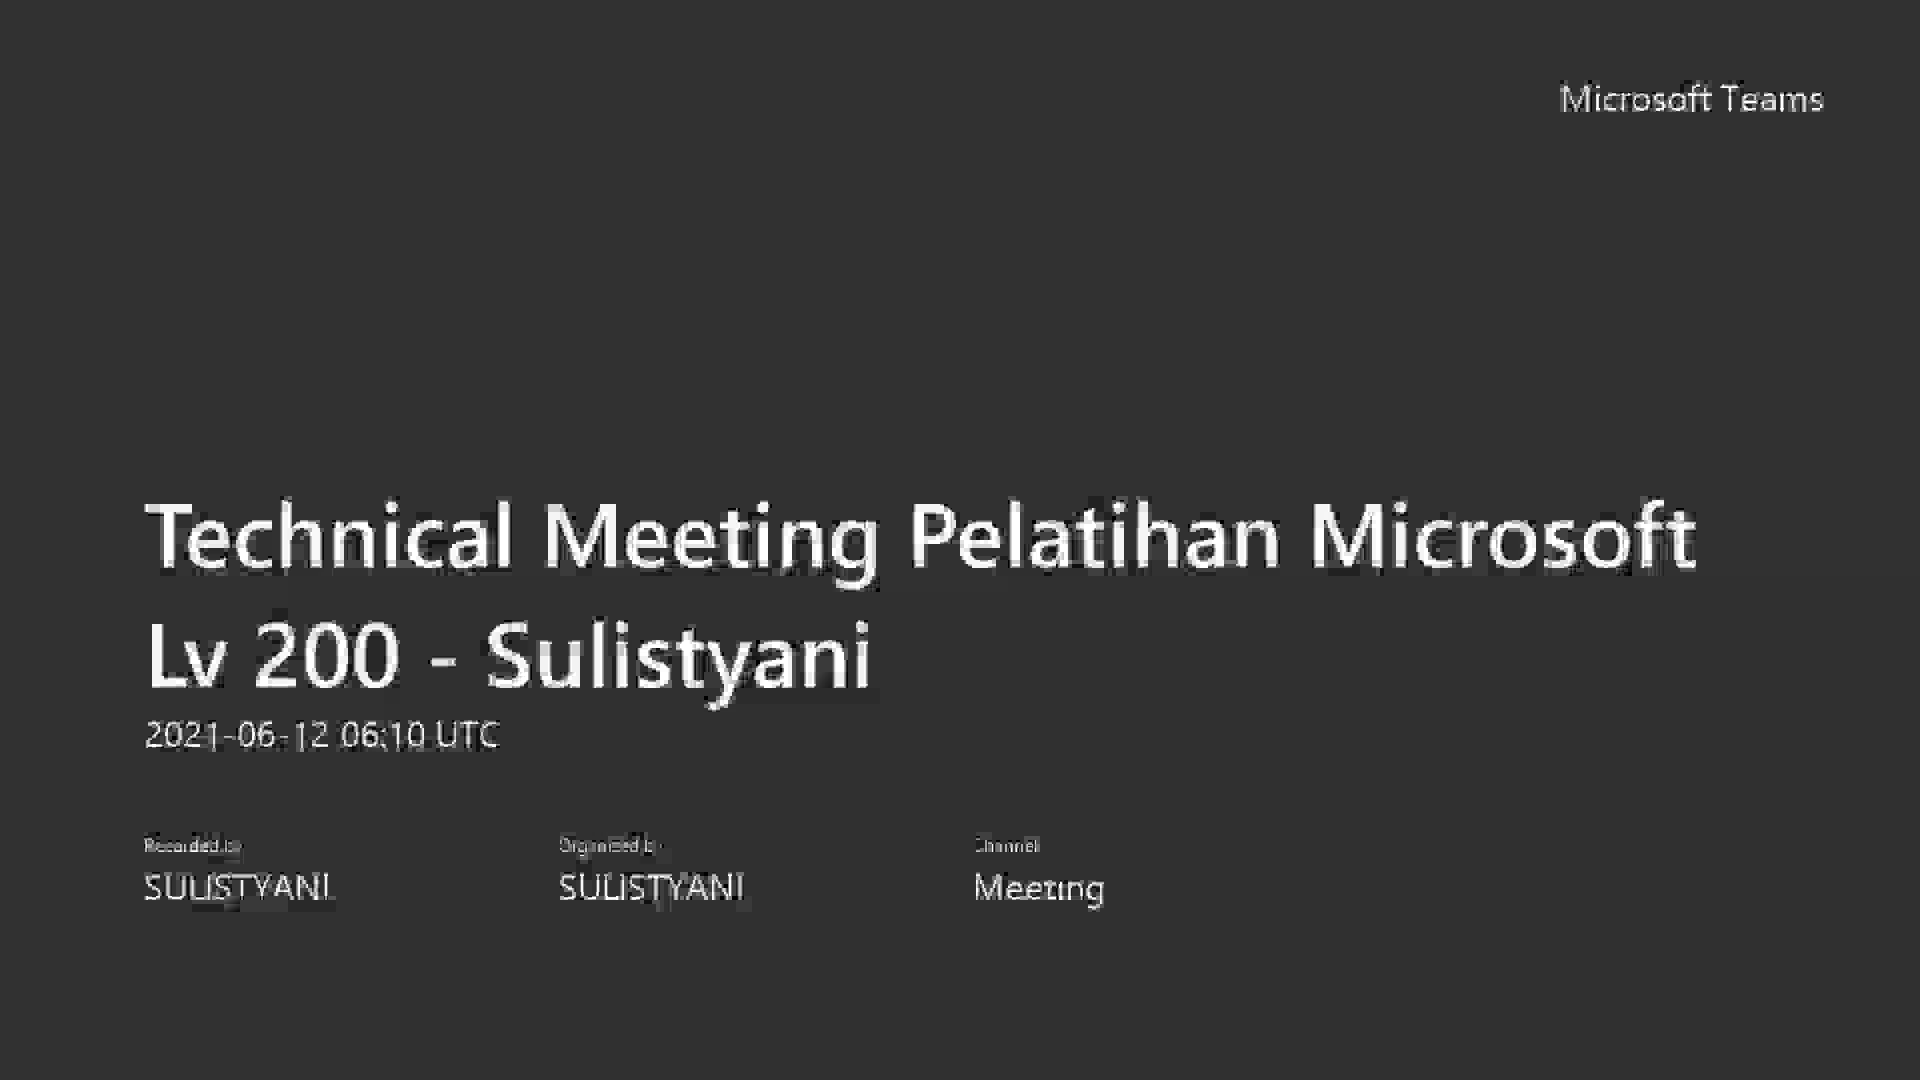 Microsoft Teams
Technical Meeting Pelatihan Microsoft
Lv 200 - Sulistyani
2021-06-12 06:10 UTC
Recorded by
Organized by
Channel
SULISTYANI
SULISTYANI
Meeting